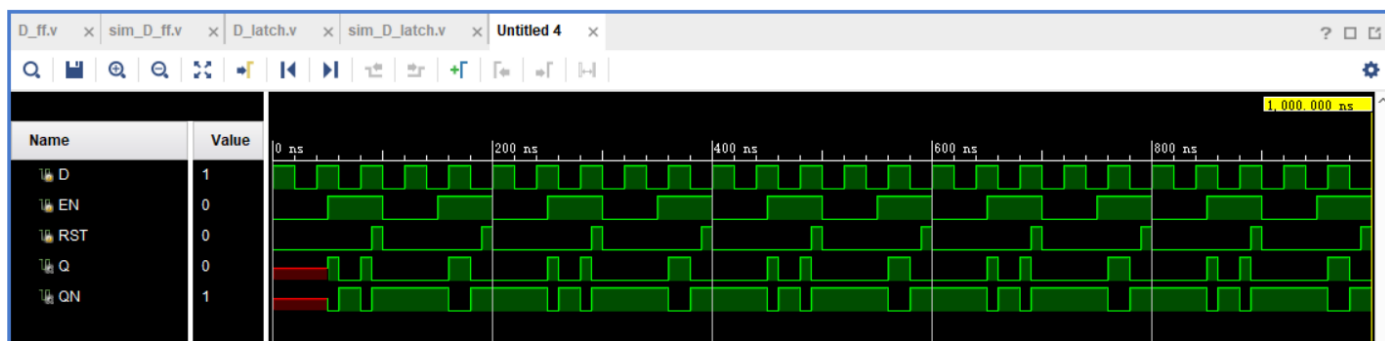 D_ff.v × sim_D_ff.v × D_latch.v × sim_D_latch.v × Untitled 4 × ?
1,000.000 ns
Name Value
0 ns 200 ns 400 ns 600 ns 800 ns
D 1
EN 0
RST 0
Q 0
QN 1